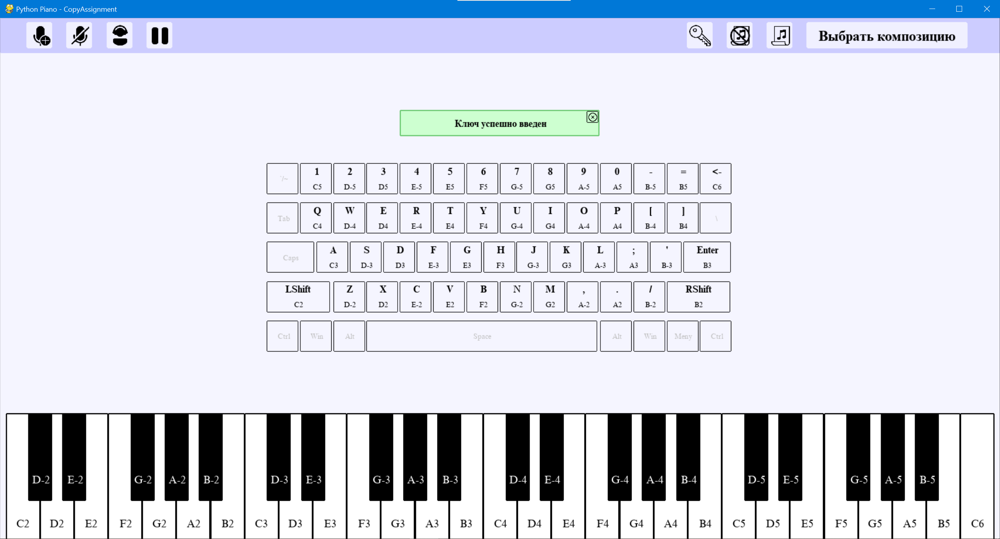 Python Piano - CopyAssignment
Выбрать композицию
Ключ успешно введен
`/~ 1 2 3 4 5 6 7 8 9 0 - = <-
C5 D-5 D5 E-5 E5 F5 G-5 G5 A-5 A5 B-5 B5 C6
Tab Q W E R T Y U I O P [ ] \
C4 D-4 D4 E-4 E4 F4 G-4 G4 A-4 A4 B-4 B4
Caps A S D F G H J K L ; ' Enter
C3 D-3 D3 E-3 E3 F3 G-3 G3 A-3 A3 B-3 B3
LShift Z X C V B N M , . / RShift
C2 D-2 D2 E-2 E2 F2 G-2 G2 A-2 A2 B-2 B2
Ctrl Win Alt Space Alt Win Meny Ctrl
D-2 E-2 G-2 A-2 B-2 D-3 E-3 G-3 A-3 B-3 D-4 E-4 G-4 A-4 B-4 D-5 E-5 G-5 A-5 B-5
C2 D2 E2 F2 G2 A2 B2 C3 D3 E3 F3 G3 A3 B3 C4 D4 E4 F4 G4 A4 B4 C5 D5 E5 F5 G5 A5 B5 C6